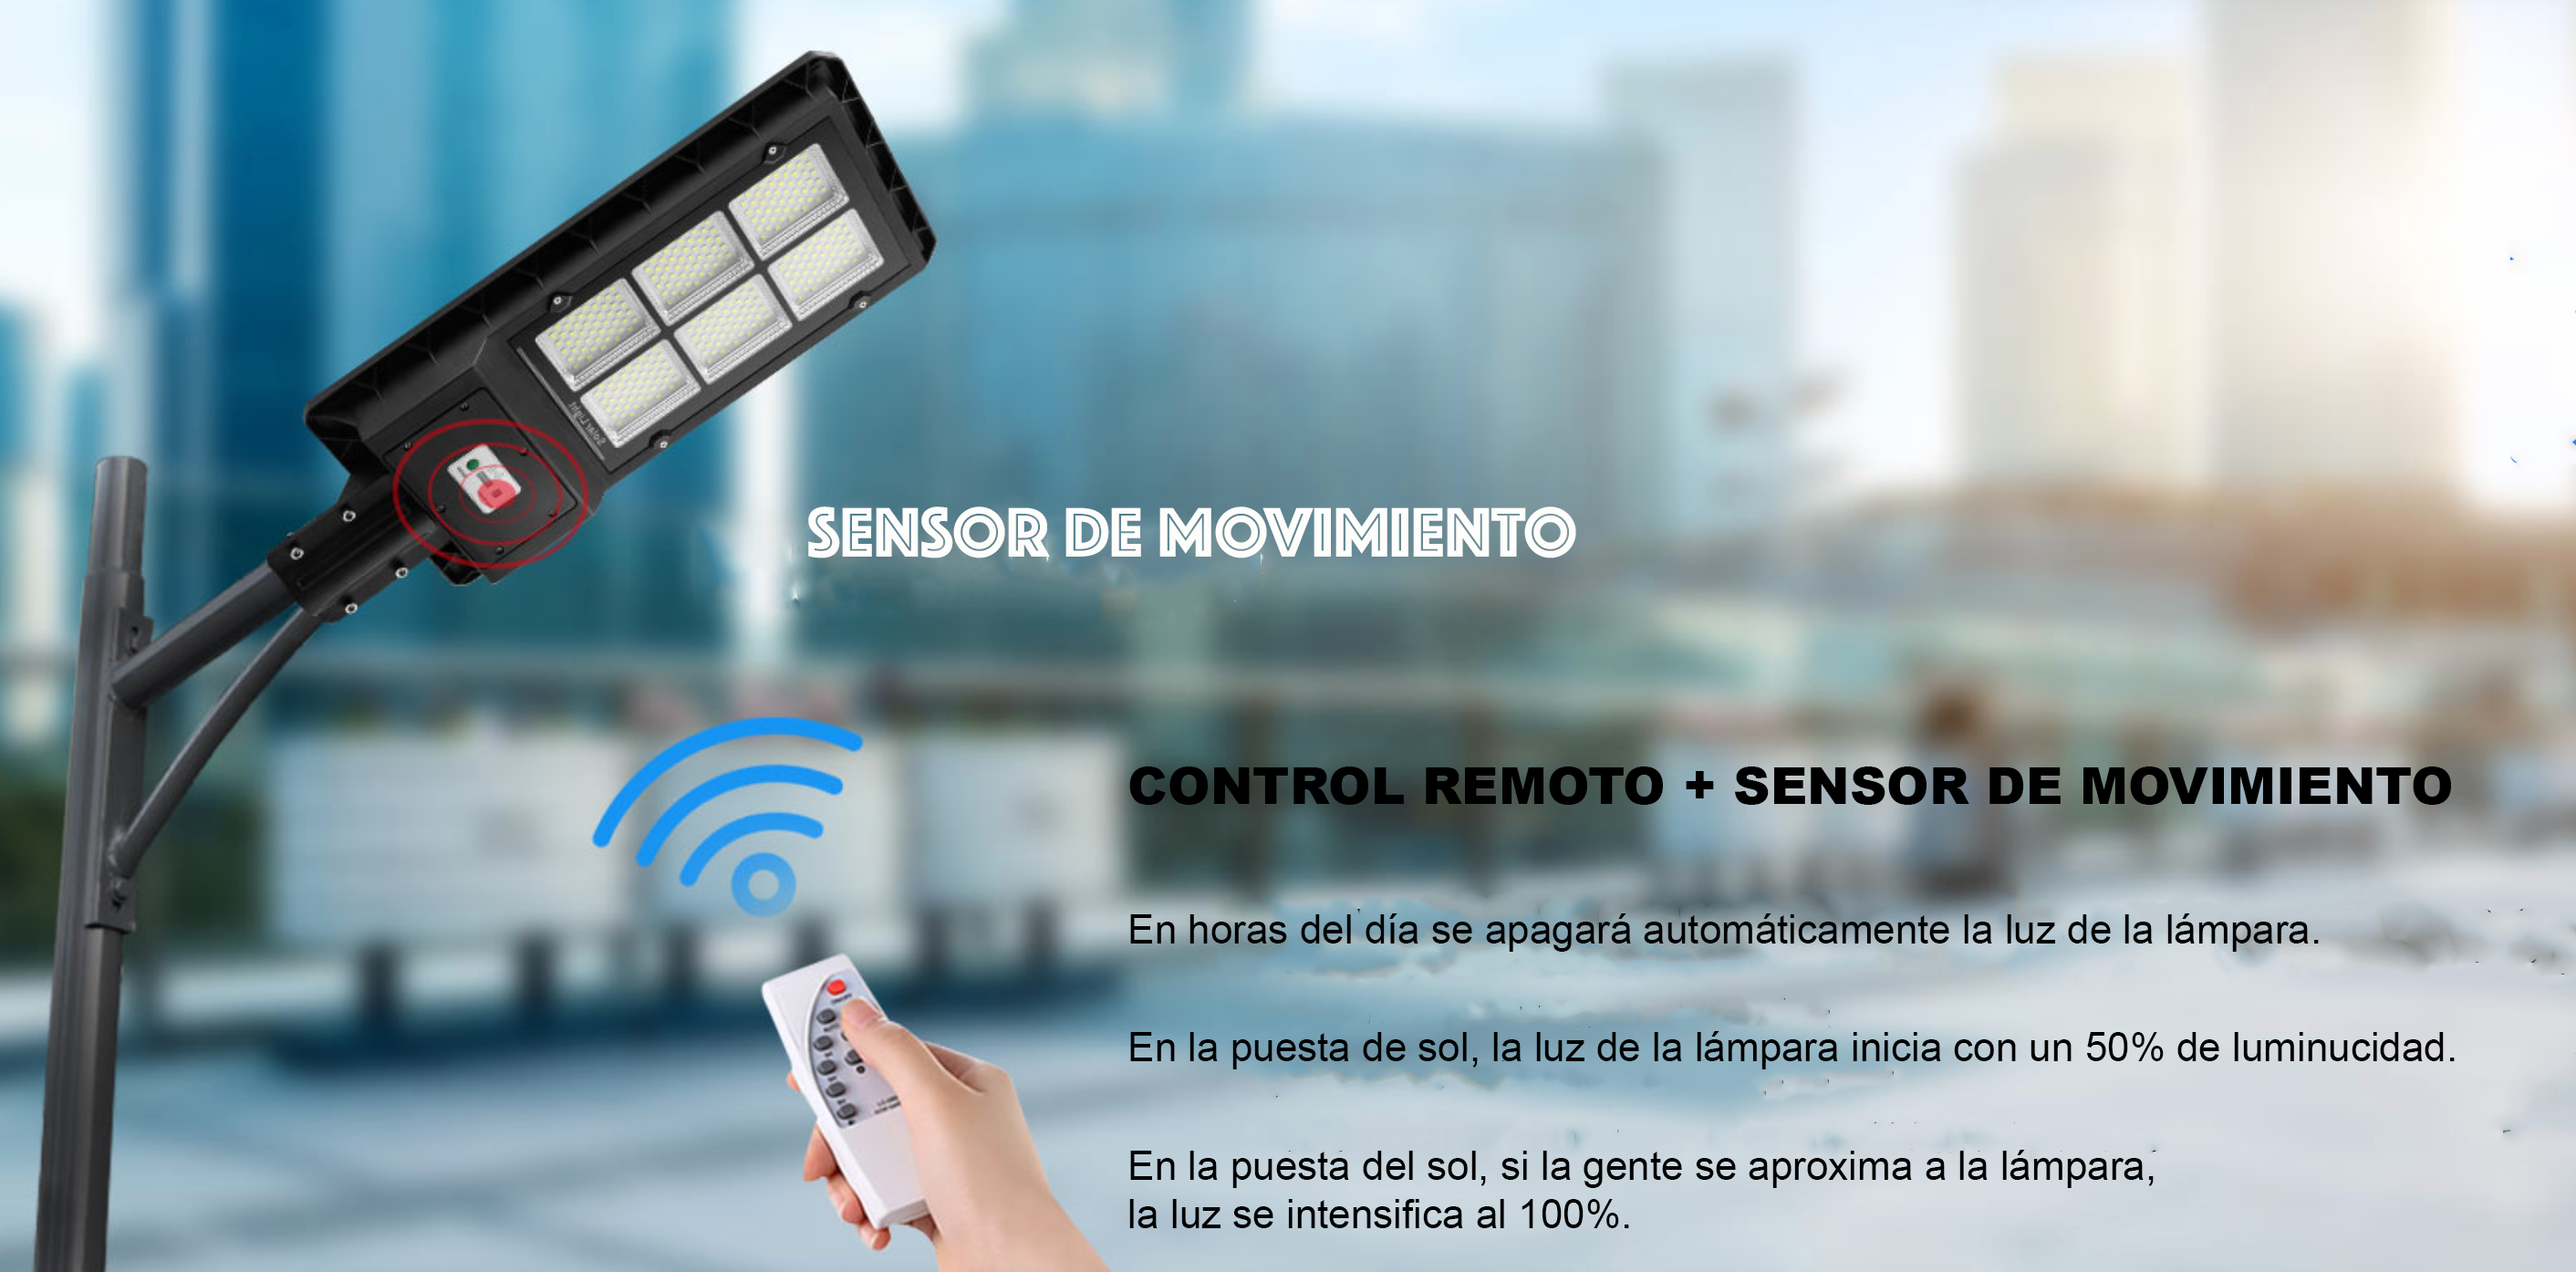 Solar Light
SENSOR DE MOVIMIENTO
CONTROL REMOTO + SENSOR DE MOVIMIENTO
En horas del día se apagará automáticamente la luz de la lámpara.
En la puesta de sol, la luz de la lámpara inicia con un 50% de luminucidad.
En la puesta del sol, si la gente se aproxima a la lámpara,
la luz se intensifica al 100%.